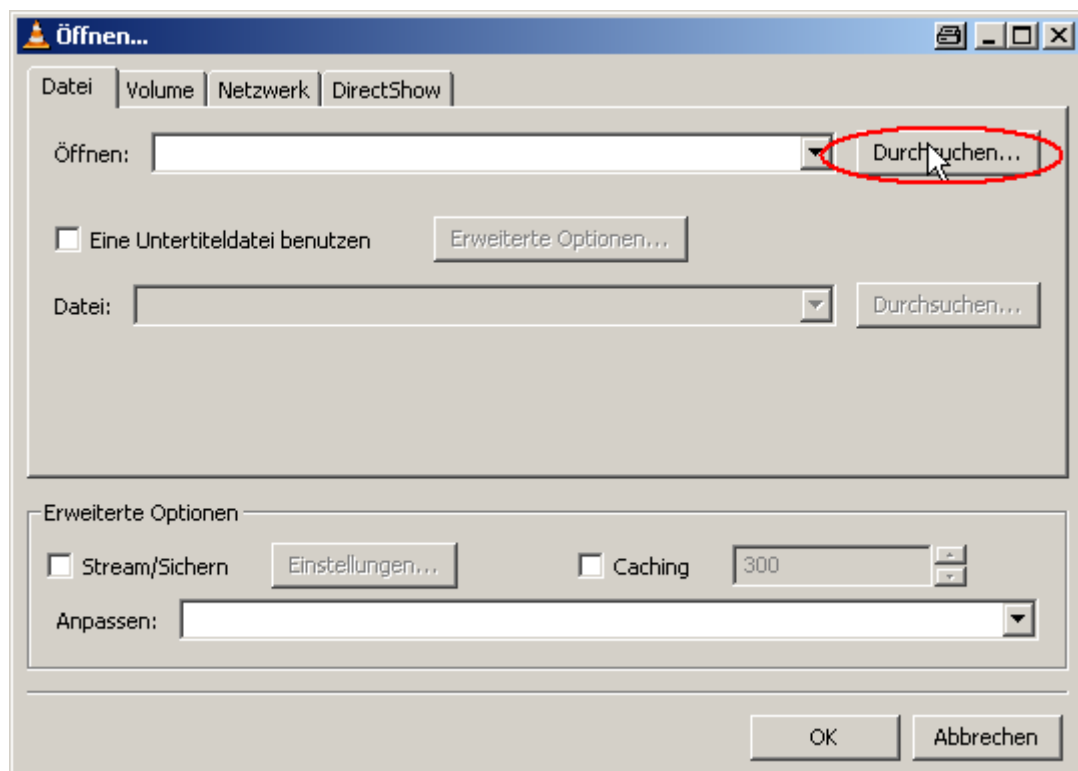 Öffnen...
Datei Volume Netzwerk DirectShow
Öffnen: Durchsuchen...
Eine Untertiteldatei benutzen Erweiterte Optionen...
Datei: Durchsuchen...
Erweiterte Optionen
Stream/Sichern Einstellungen... Caching 300
Anpassen:
OK Abbrechen